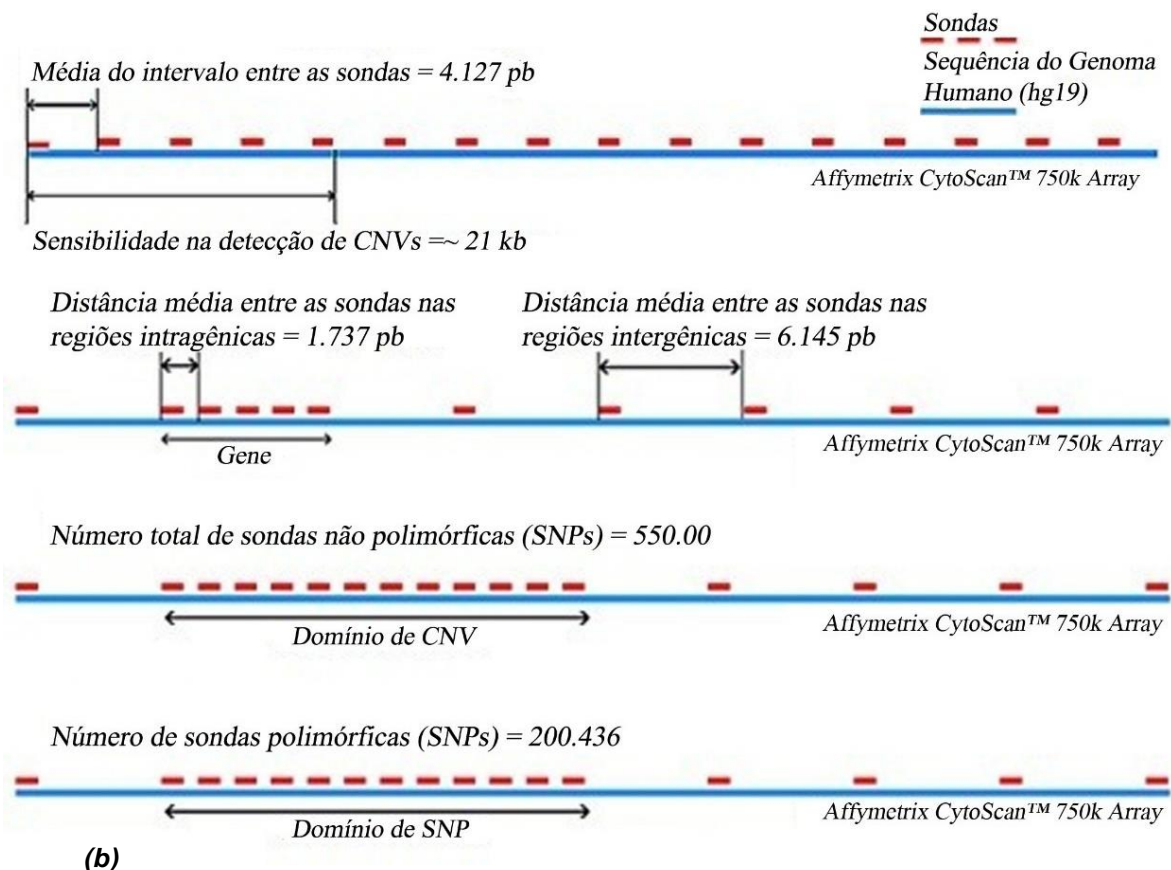 Sondas
Sequência do Genoma
Humano (hg19)
Média do intervalo entre as sondas = 4.127 pb
Affymetrix CytoScan™ 750k Array
Sensibilidade na detecção de CNVs =~ 21 kb
Distância média entre as sondas nas
regiões intragênicas = 1.737 pb
Distância média entre as sondas nas
regiões intergênicas = 6.145 pb
Gene
Affymetrix CytoScan™ 750k Array
Número total de sondas não polimórficas (SNPs) = 550.00
Domínio de CNV
Affymetrix CytoScan™ 750k Array
Número de sondas polimórficas (SNPs) = 200.436
Domínio de SNP
Affymetrix CytoScan™ 750k Array
(b)